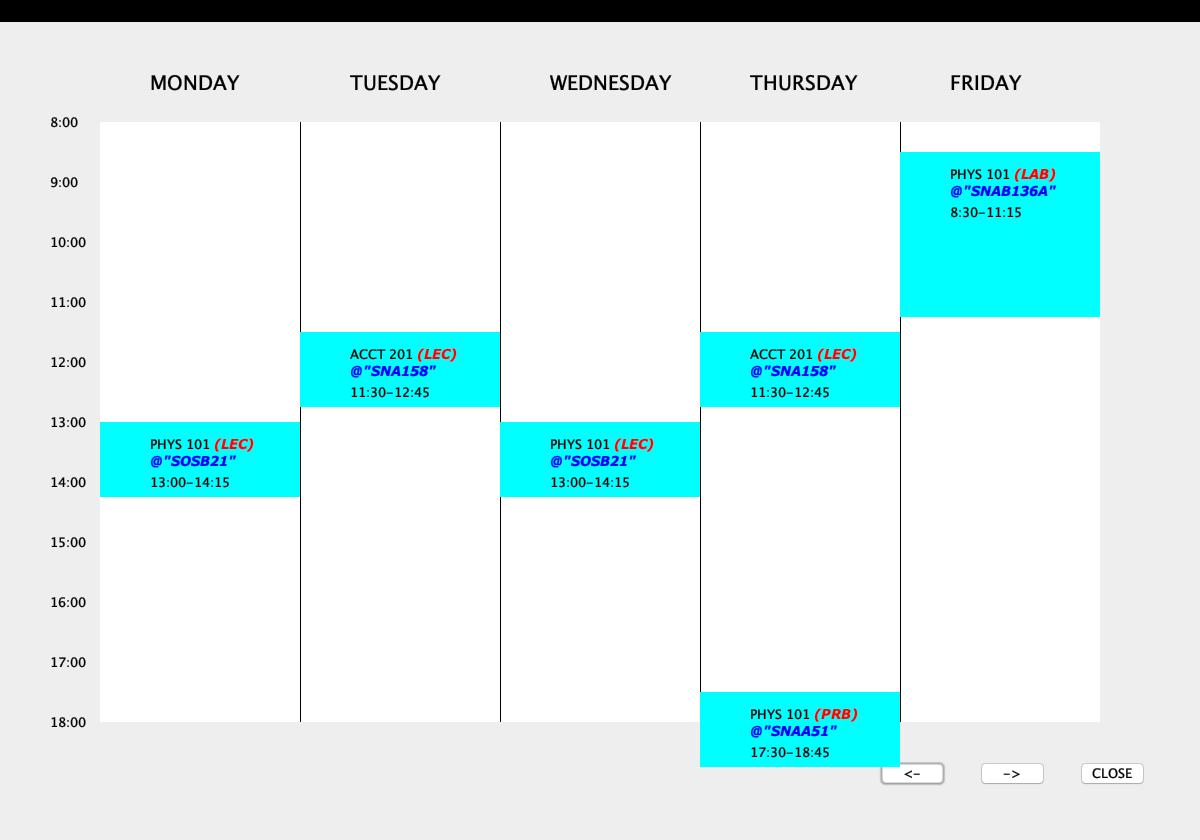 MONDAY TUESDAY WEDNESDAY THURSDAY FRIDAY
8:00
PHYS 101 (LAB)
@"SNAB136A"
8:30-11:15
9:00
10:00
11:00
ACCT 201 (LEC)
@"SNA158"
11:30-12:45
ACCT 201 (LEC)
@"SNA158"
11:30-12:45
12:00
13:00
PHYS 101 (LEC)
@"SOSB21"
13:00-14:15
PHYS 101 (LEC)
@"SOSB21"
13:00-14:15
14:00
15:00
16:00
17:00
PHYS 101 (PRB)
@"SNAA51"
17:30-18:45
18:00
<- -> CLOSE